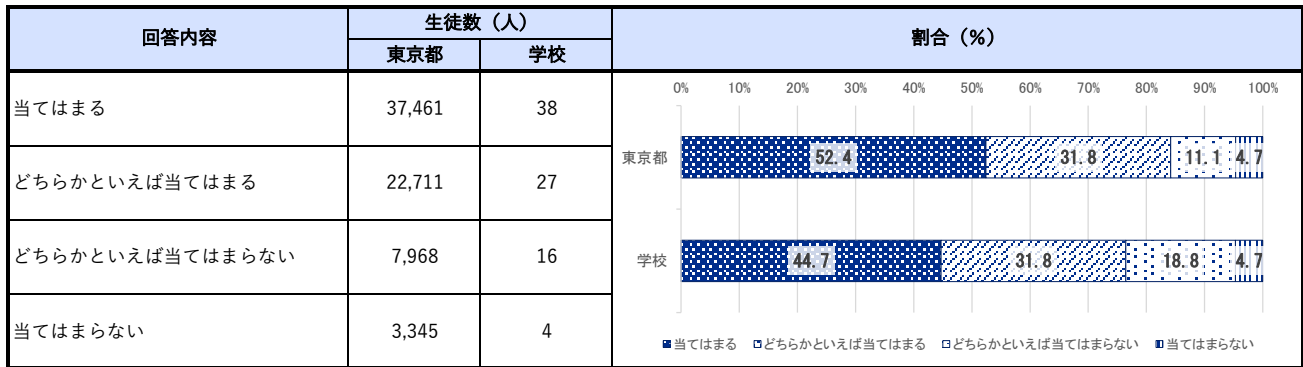 回答内容
生徒数（人）
割合（％）
東京都
学校
当てはまる
37,461
38
どちらかといえば当てはまる
22,711
27
どちらかといえば当てはまらない
7,968
16
当てはまらない
3,345
4
0% 10% 20% 30% 40% 50% 60% 70% 80% 90% 100%
東京都 52.4 31.8 11.1 4.7
学校 44.7 31.8 18.8 4.7
当てはまる どちらかといえば当てはまる どちらかといえば当てはまらない 当てはまらない